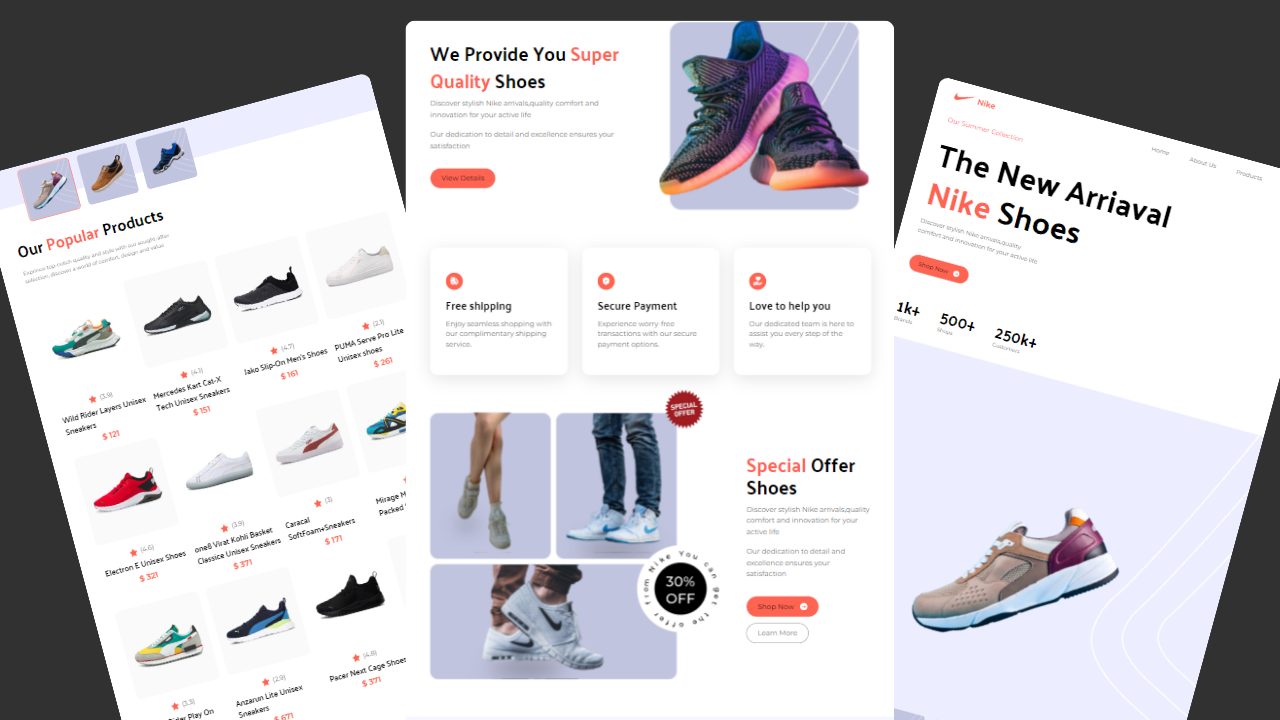 Our Popular Products
Exprince top-notch quality and style with our sought-after
selection, discover a world of comfort, design and value
(3.9)
Wild Rider Layers Unisex
Sneakers
$ 121
(4.1)
Mercedes Kart Cat-X
Tech Unisex Sneakers
$ 151
(4.7)
Jako Slip-On Men's Shoes
$ 161
(2.1)
PUMA Serve Pro Lite
Unisex shoes
$ 261
(4.6)
Electron E Unisex Shoes
$ 321
(3.9)
one8 Virat Kohli Basket
Classice Unisex Sneakers
$ 371
(3)
Caracal
SoftFoam+Sneakers
$ 171
Mirage M
Packed
(3.3)
Rider Play On
(2.9)
Anzarun Lite Unisex
Sneakers
$ 671
(4.8)
Pacer Next Cage Shoes
$ 371
We Provide You Super
Quality Shoes
Discover stylish Nike arrivals,quality comfort and
innovation for your active life
Our dedication to detail and excellence ensures your
satisfaction
View Details
Free shipping
Enjoy seamless shopping with
our complimentary shipping
service.
Secure Payment
Experience worry free
transactions with our secure
payment options.
Love to help you
Our dedicated team is here to
assist you every step of the
way.
SPECIAL
OFFER
from Nike You can get the offer
30%
OFF
Special Offer
Shoes
Discover stylish Nike arrivals,quality
comfort and innovation for your
active life
Our dedication to detail and
excellence ensures your
satisfaction
Shop Now
Learn More
Nike
Our Summer Collection
Home
About Us
Products
The New Arriaval
Nike Shoes
Discover stylish Nike arrivals,quality
comfort and innovation for your active life
Shop Now
1k+
Brands
500+
Shops
250k+
Customers